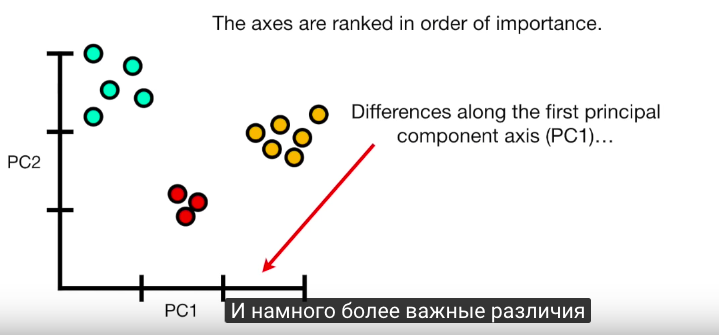 The axes are ranked in order of importance.
Differences along the first principal
component axis (PC1)...
PC2
PC1
И намного более важные различия